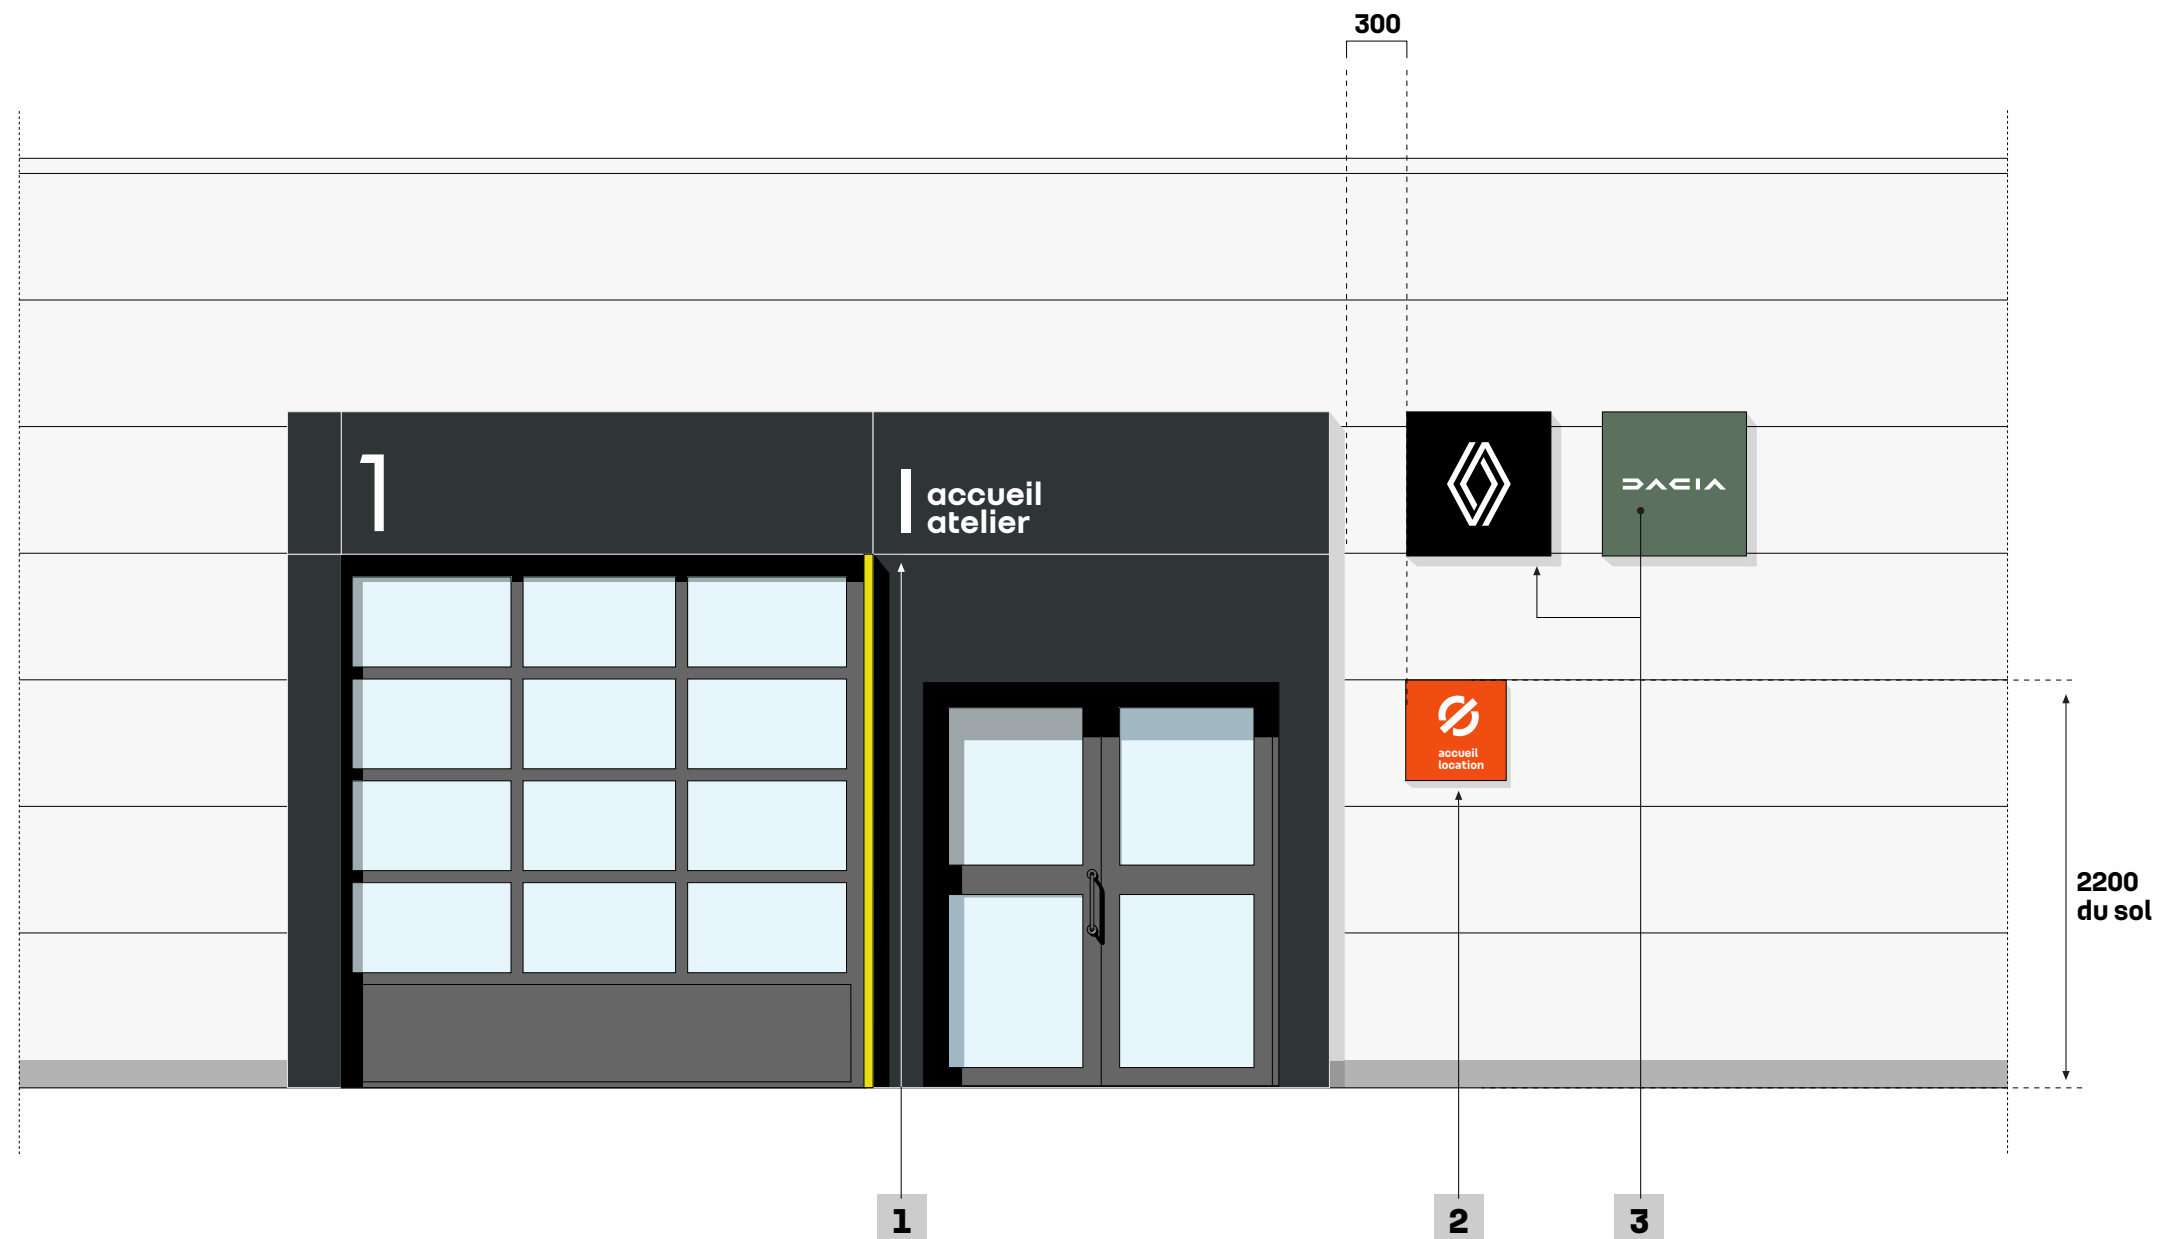 300
1
accueil
atelier
DACIA
accueil
location
2200
du sol
1
2
3